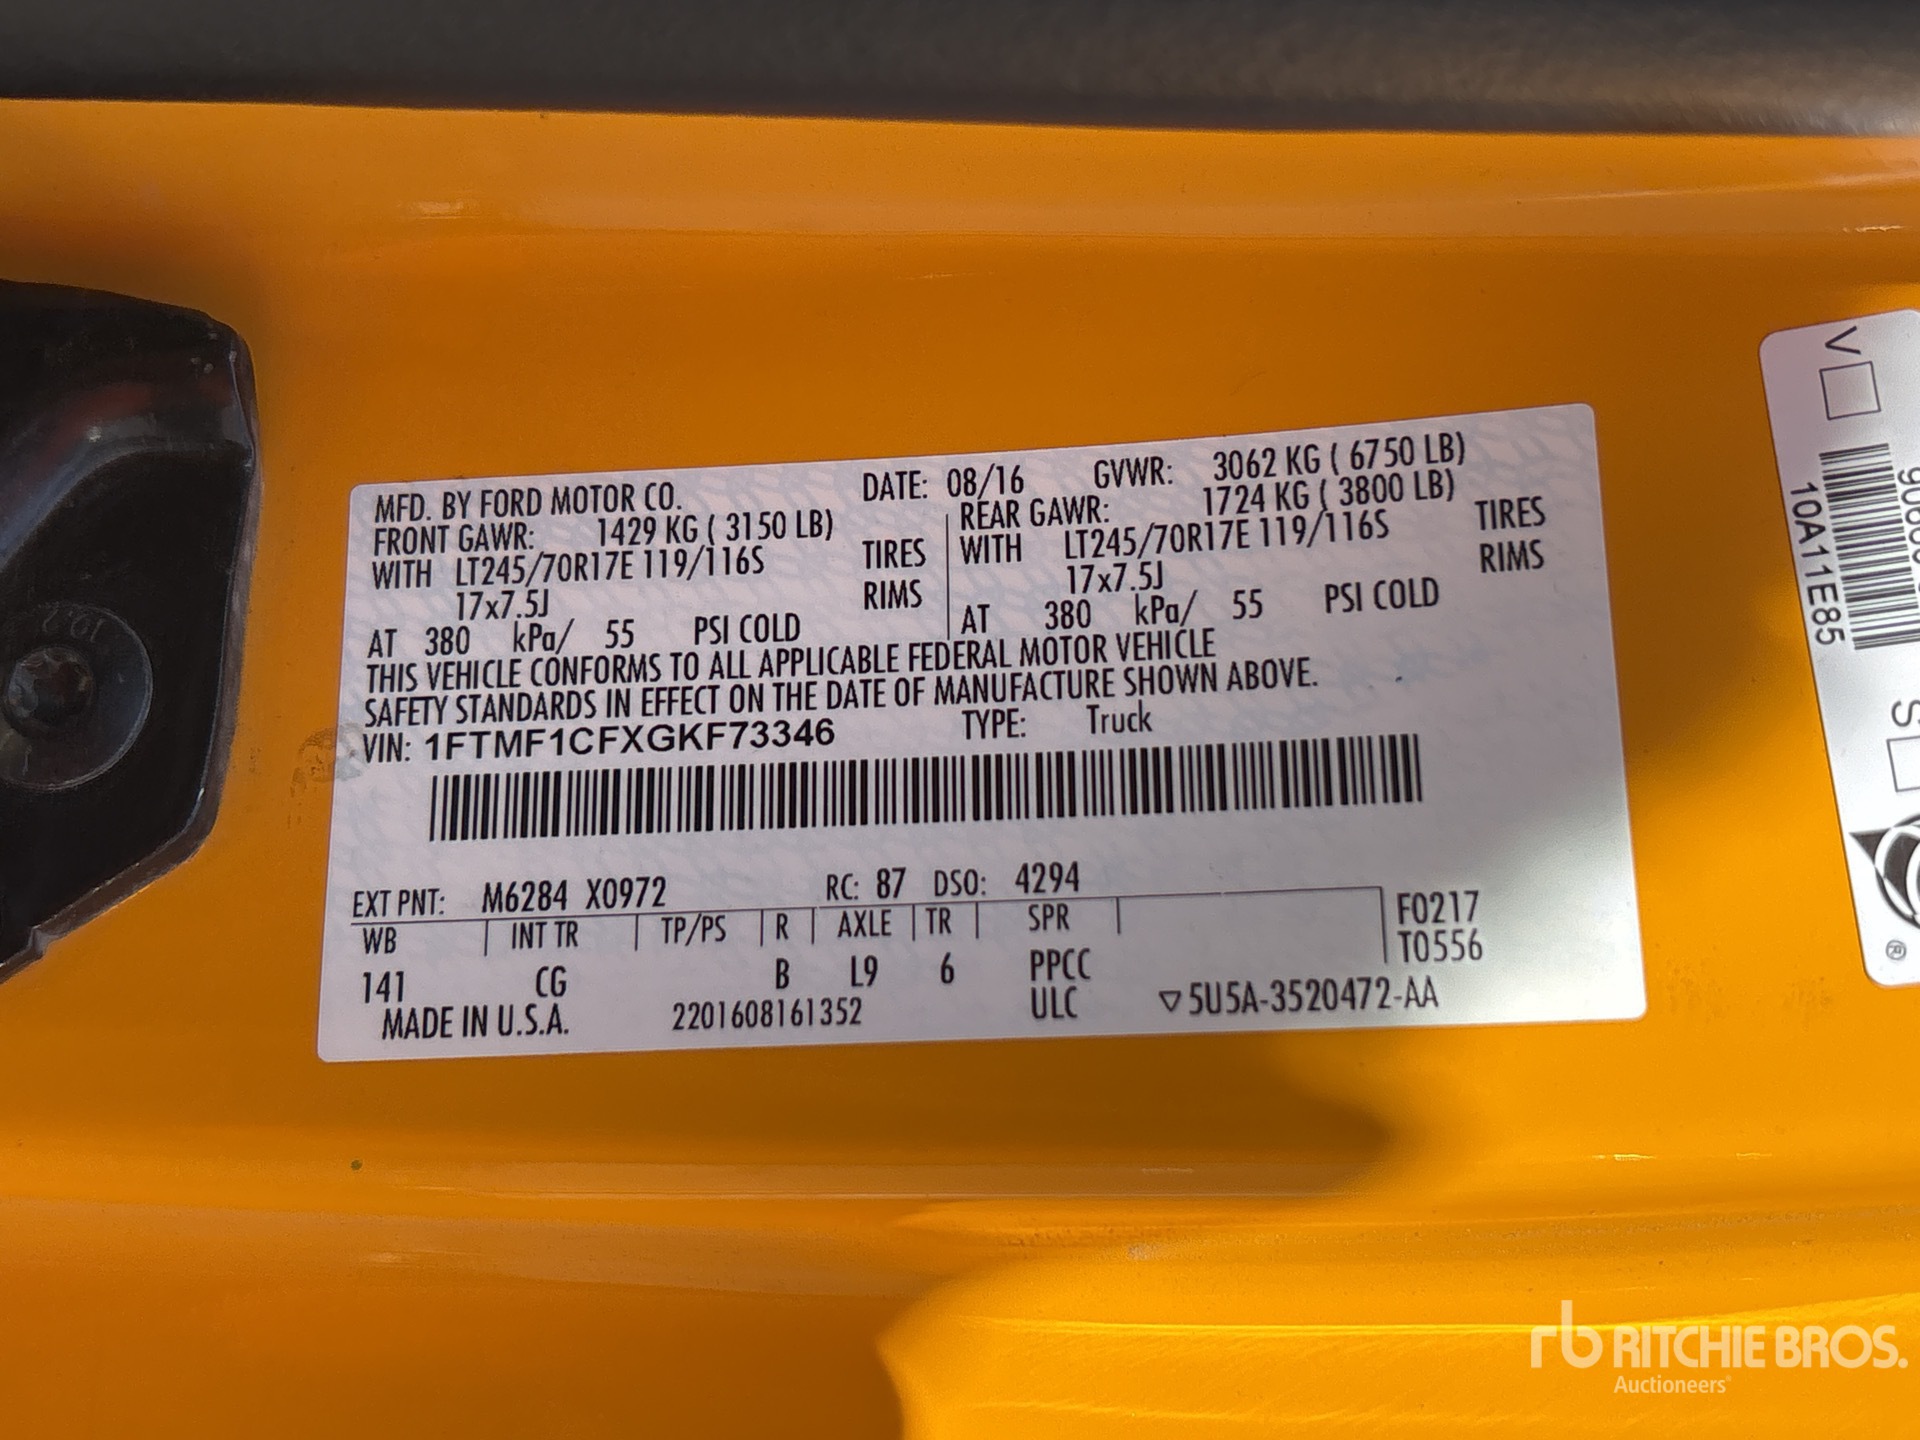 MFD. BY FORD MOTOR CO. DATE: 08/16 GVWR: 3062 KG ( 6750 LB)
FRONT GAWR: 1429 KG ( 3150 LB) REAR GAWR: 1724 KG ( 3800 LB)
WITH LT245/70R17E 119/116S TIRES WITH LT245/70R17E 119/116S TIRES
17x7.5J RIMS 17x7.5J RIMS
AT 380 kPa/ 55 PSI COLD AT 380 kPa/ 55 PSI COLD
THIS VEHICLE CONFORMS TO ALL APPLICABLE FEDERAL MOTOR VEHICLE
SAFETY STANDARDS IN EFFECT ON THE DATE OF MANUFACTURE SHOWN ABOVE.
VIN: 1FTMF1CFXGKF73346 TYPE: Truck
EXT PNT: M6284 X0972 RC: 87 DSO: 4294
WB INT TR TP/PS R AXLE TR SPR F0217
T0556
141 CG B L9 6 PPCC
MADE IN U.S.A. 2201608161352 ULC ▽5U5A-3520472-AA
V
10A11E85
S
®
rb RITCHIE BROS.
Auctioneers